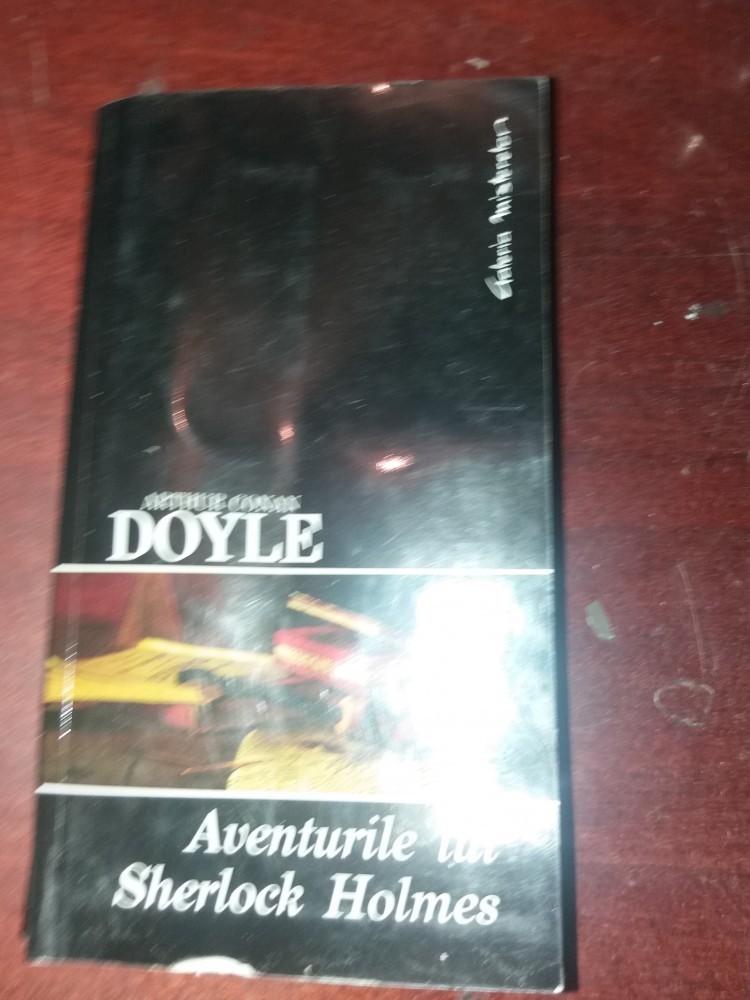 ARTHUR CONAN
DOYLE
Aventurile lui
Sherlock Holmes